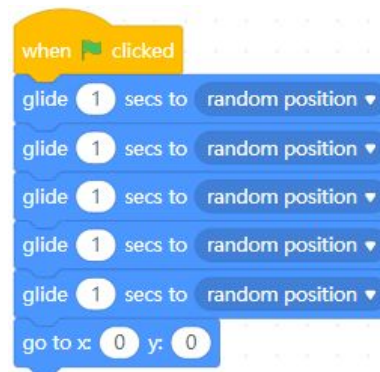 when clicked
glide 1 secs to random position
glide 1 secs to random position
glide 1 secs to random position
glide 1 secs to random position
glide 1 secs to random position
go to x: 0 y: 0